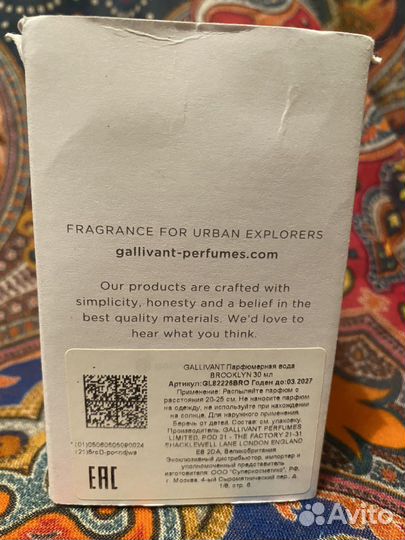 FRAGRANCE FOR URBAN EXPLORERS
gallivant-perfumes.com
Our products are crafted with
simplicity, honesty and a belief in the
best quality materials. We'd love to
hear what you think.
GALLIVANT Парфюмерная вода
BROOKLYN 30 мл
Артикул:GL82225BRO Годен до:03.2027
Применение: Распыляйте парфюм с
расстояния 20-25 см. Не распыляйте парфюм
на одежду, не используйте при нахождении
на солнце. Для наружного применения.
Беречь от детей. Состав см. упаковку.
Производитель: GALLIVANT PERFUMES
LIMITED, POD 21 - THE FACTORY 21-31
SHACKLEWELL LANE LONDON ENGLAND
E8 2DA, Великобритания
Эксклюзивный дистрибьютор, импортер и
уполномоченный представитель
изготовителя: ООО "Суперкосметик", РФ,
г. Москва, 4-ый Сыромятнический пер. д.
1/8, стр. 6
EAC
Avito